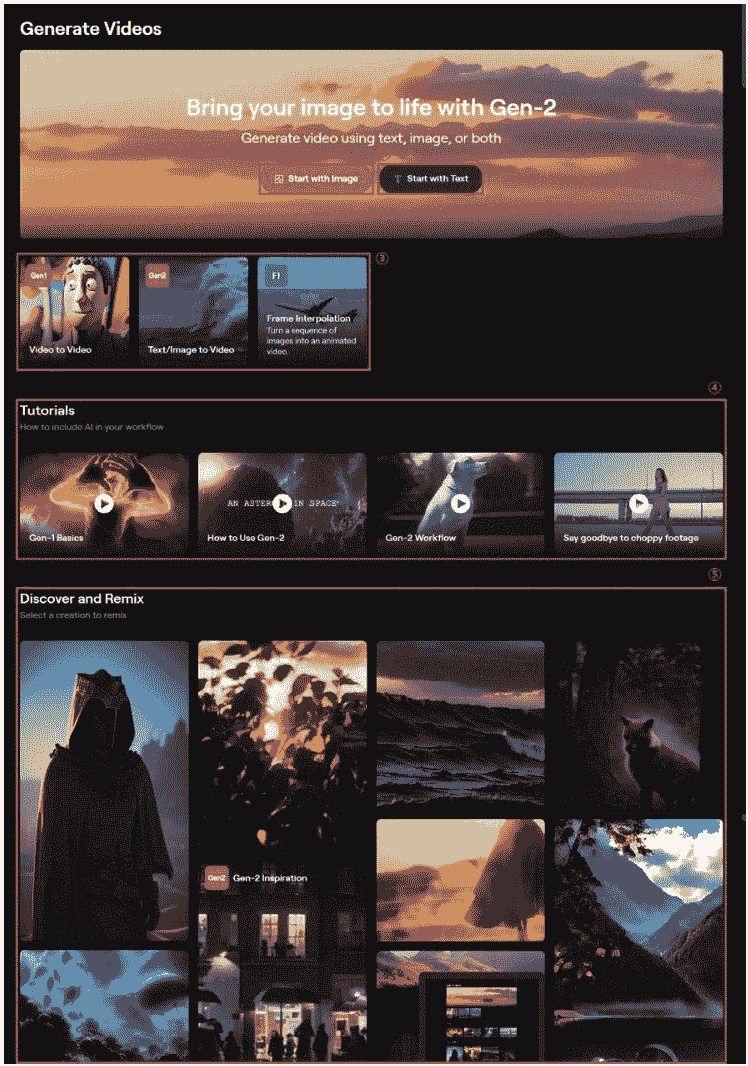 Generate Videos
Bring your image to life with Gen-2
Generate video using text, image, or both
Start with Image
Start with Text
③
Gen1
Video to Video
Gen2
Text/Image to Video
FI
Frame Interpolation
Turn a sequence of
images into an animated
video.
④
Tutorials
How to include AI in your workflow
Gen-1 Basics
AN ASTER IN SPACE
How to Use Gen-2
Gen-2 Workflow
Say goodbye to choppy footage
⑤
Discover and Remix
Select a creation to remix
Gen2
Gen-2 Inspiration